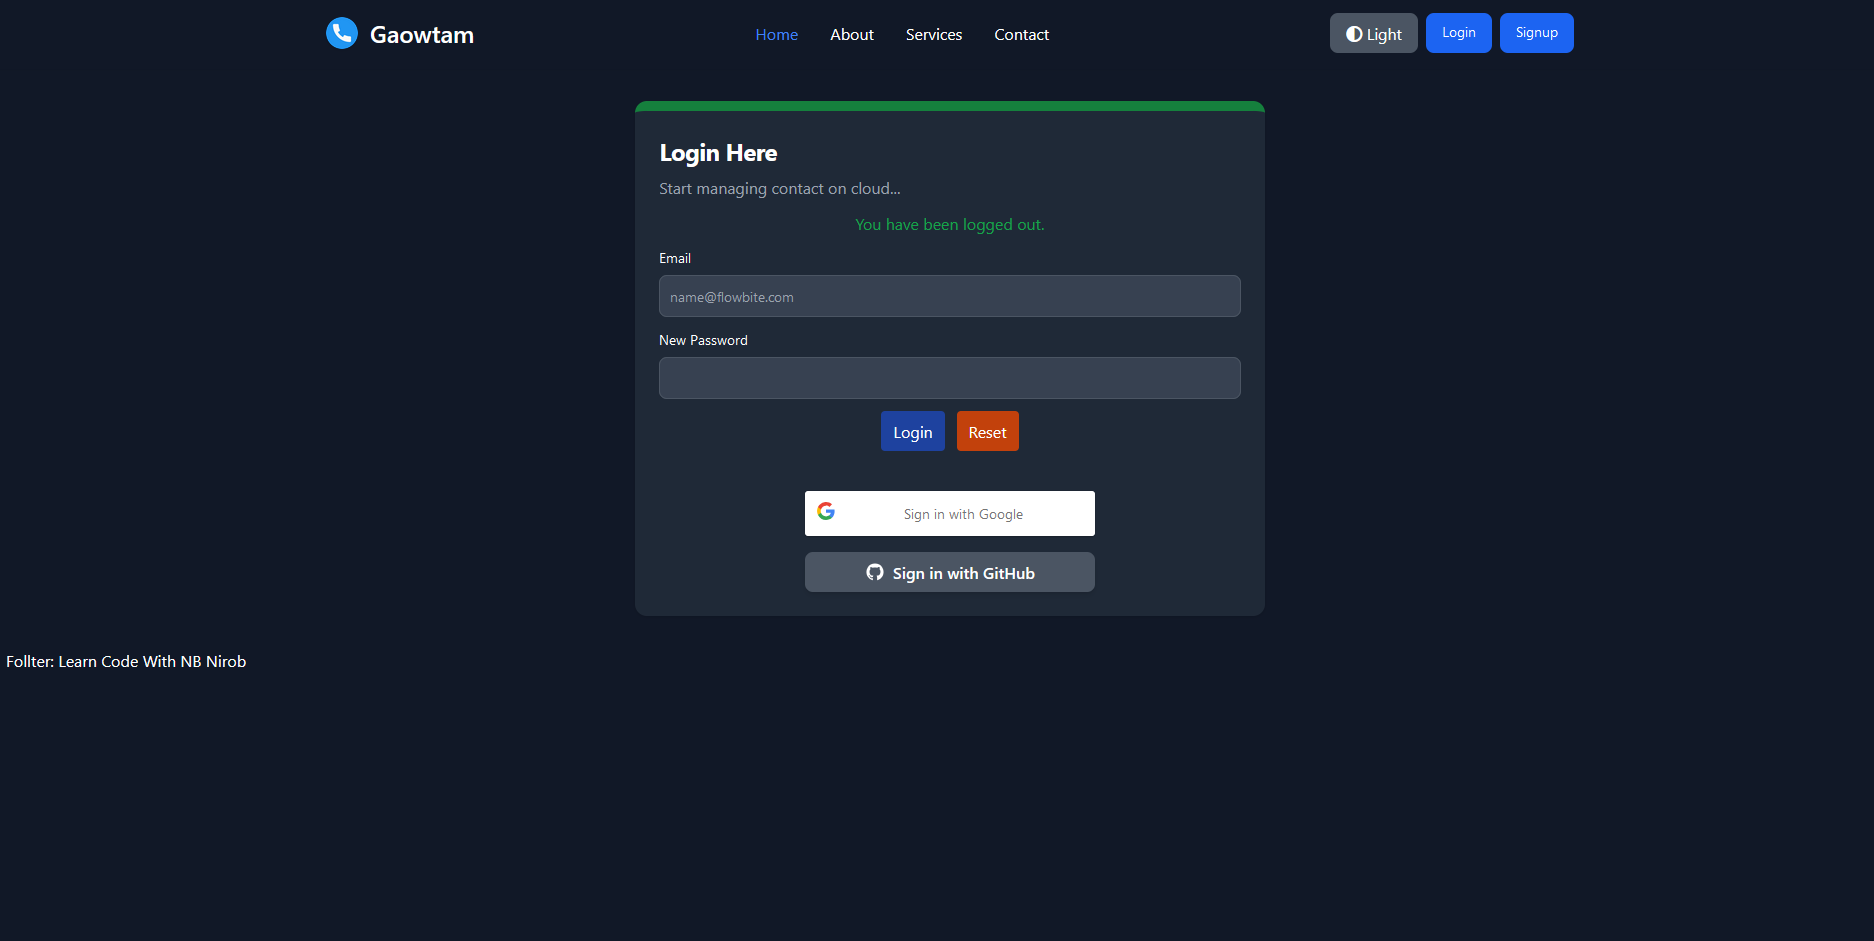 Gaowtam
Home About Services Contact
Light Login Signup
Login Here
Start managing contact on cloud...
You have been logged out.
Email
name@flowbite.com
New Password
Login Reset
Sign in with Google
Sign in with GitHub
Follter: Learn Code With NB Nirob